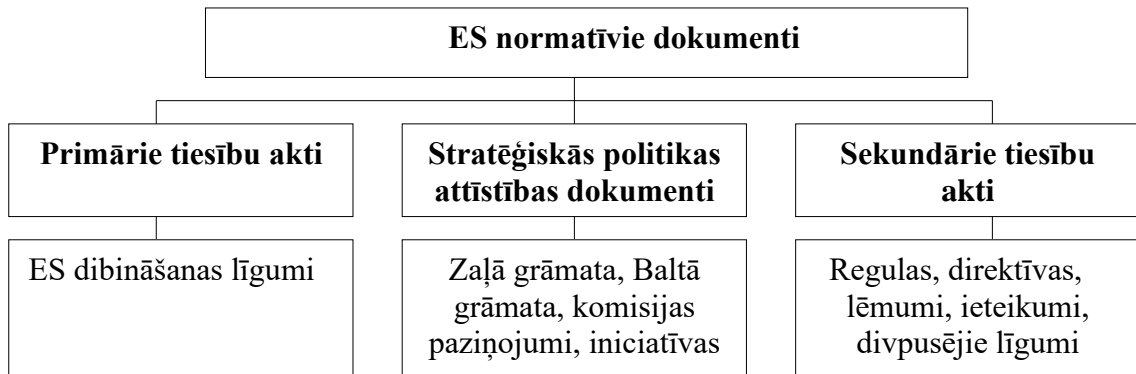 ES normatīvie dokumenti
Primārie tiesību akti
Stratēģiskās politikas
attīstības dokumenti
Sekundārie tiesību
akti
ES dibināšanas līgumi
Zaļā grāmata, Baltā
grāmata, komisijas
paziņojumi, iniciatīvas
Regulas, direktīvas,
lēmumi, ieteikumi,
divpusējie līgumi